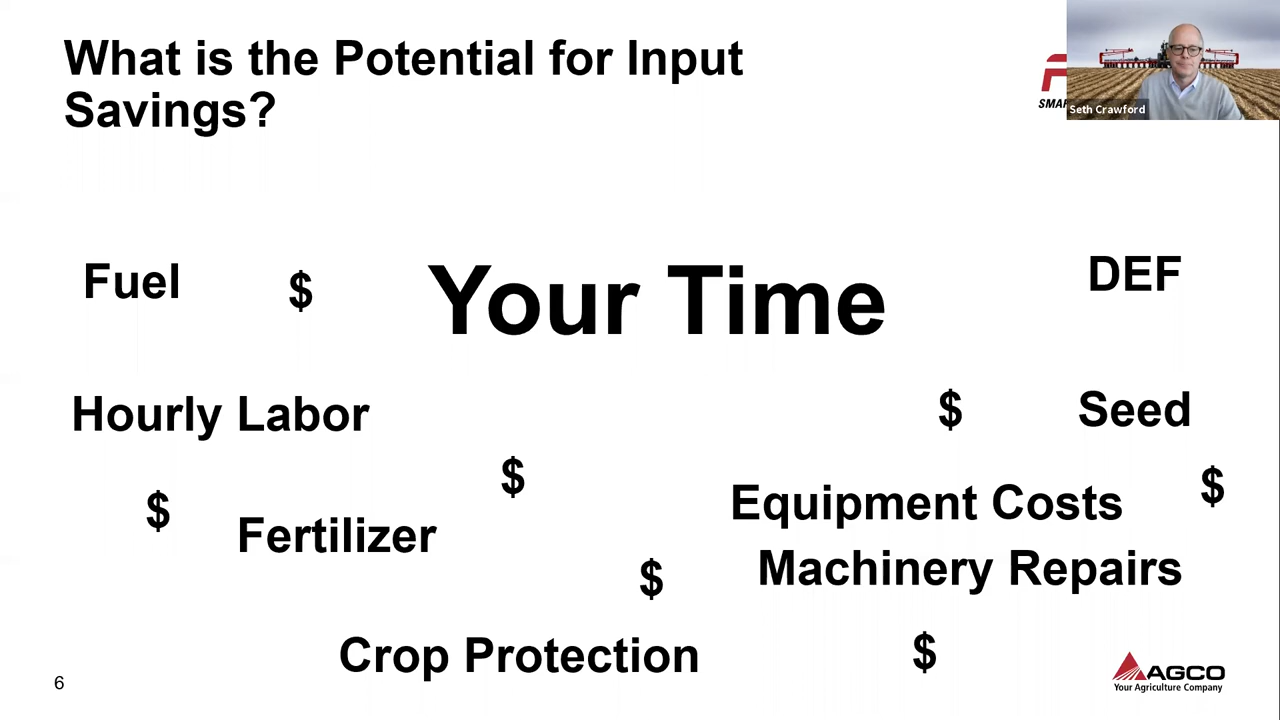 What is the Potential for Input
Savings?
Seth Crawford
Fuel
$
Your Time
DEF
Hourly Labor
$
Seed
$
$
Equipment Costs
$
Fertilizer
$
Machinery Repairs
Crop Protection
$
6
AGCO
Your Agriculture Company